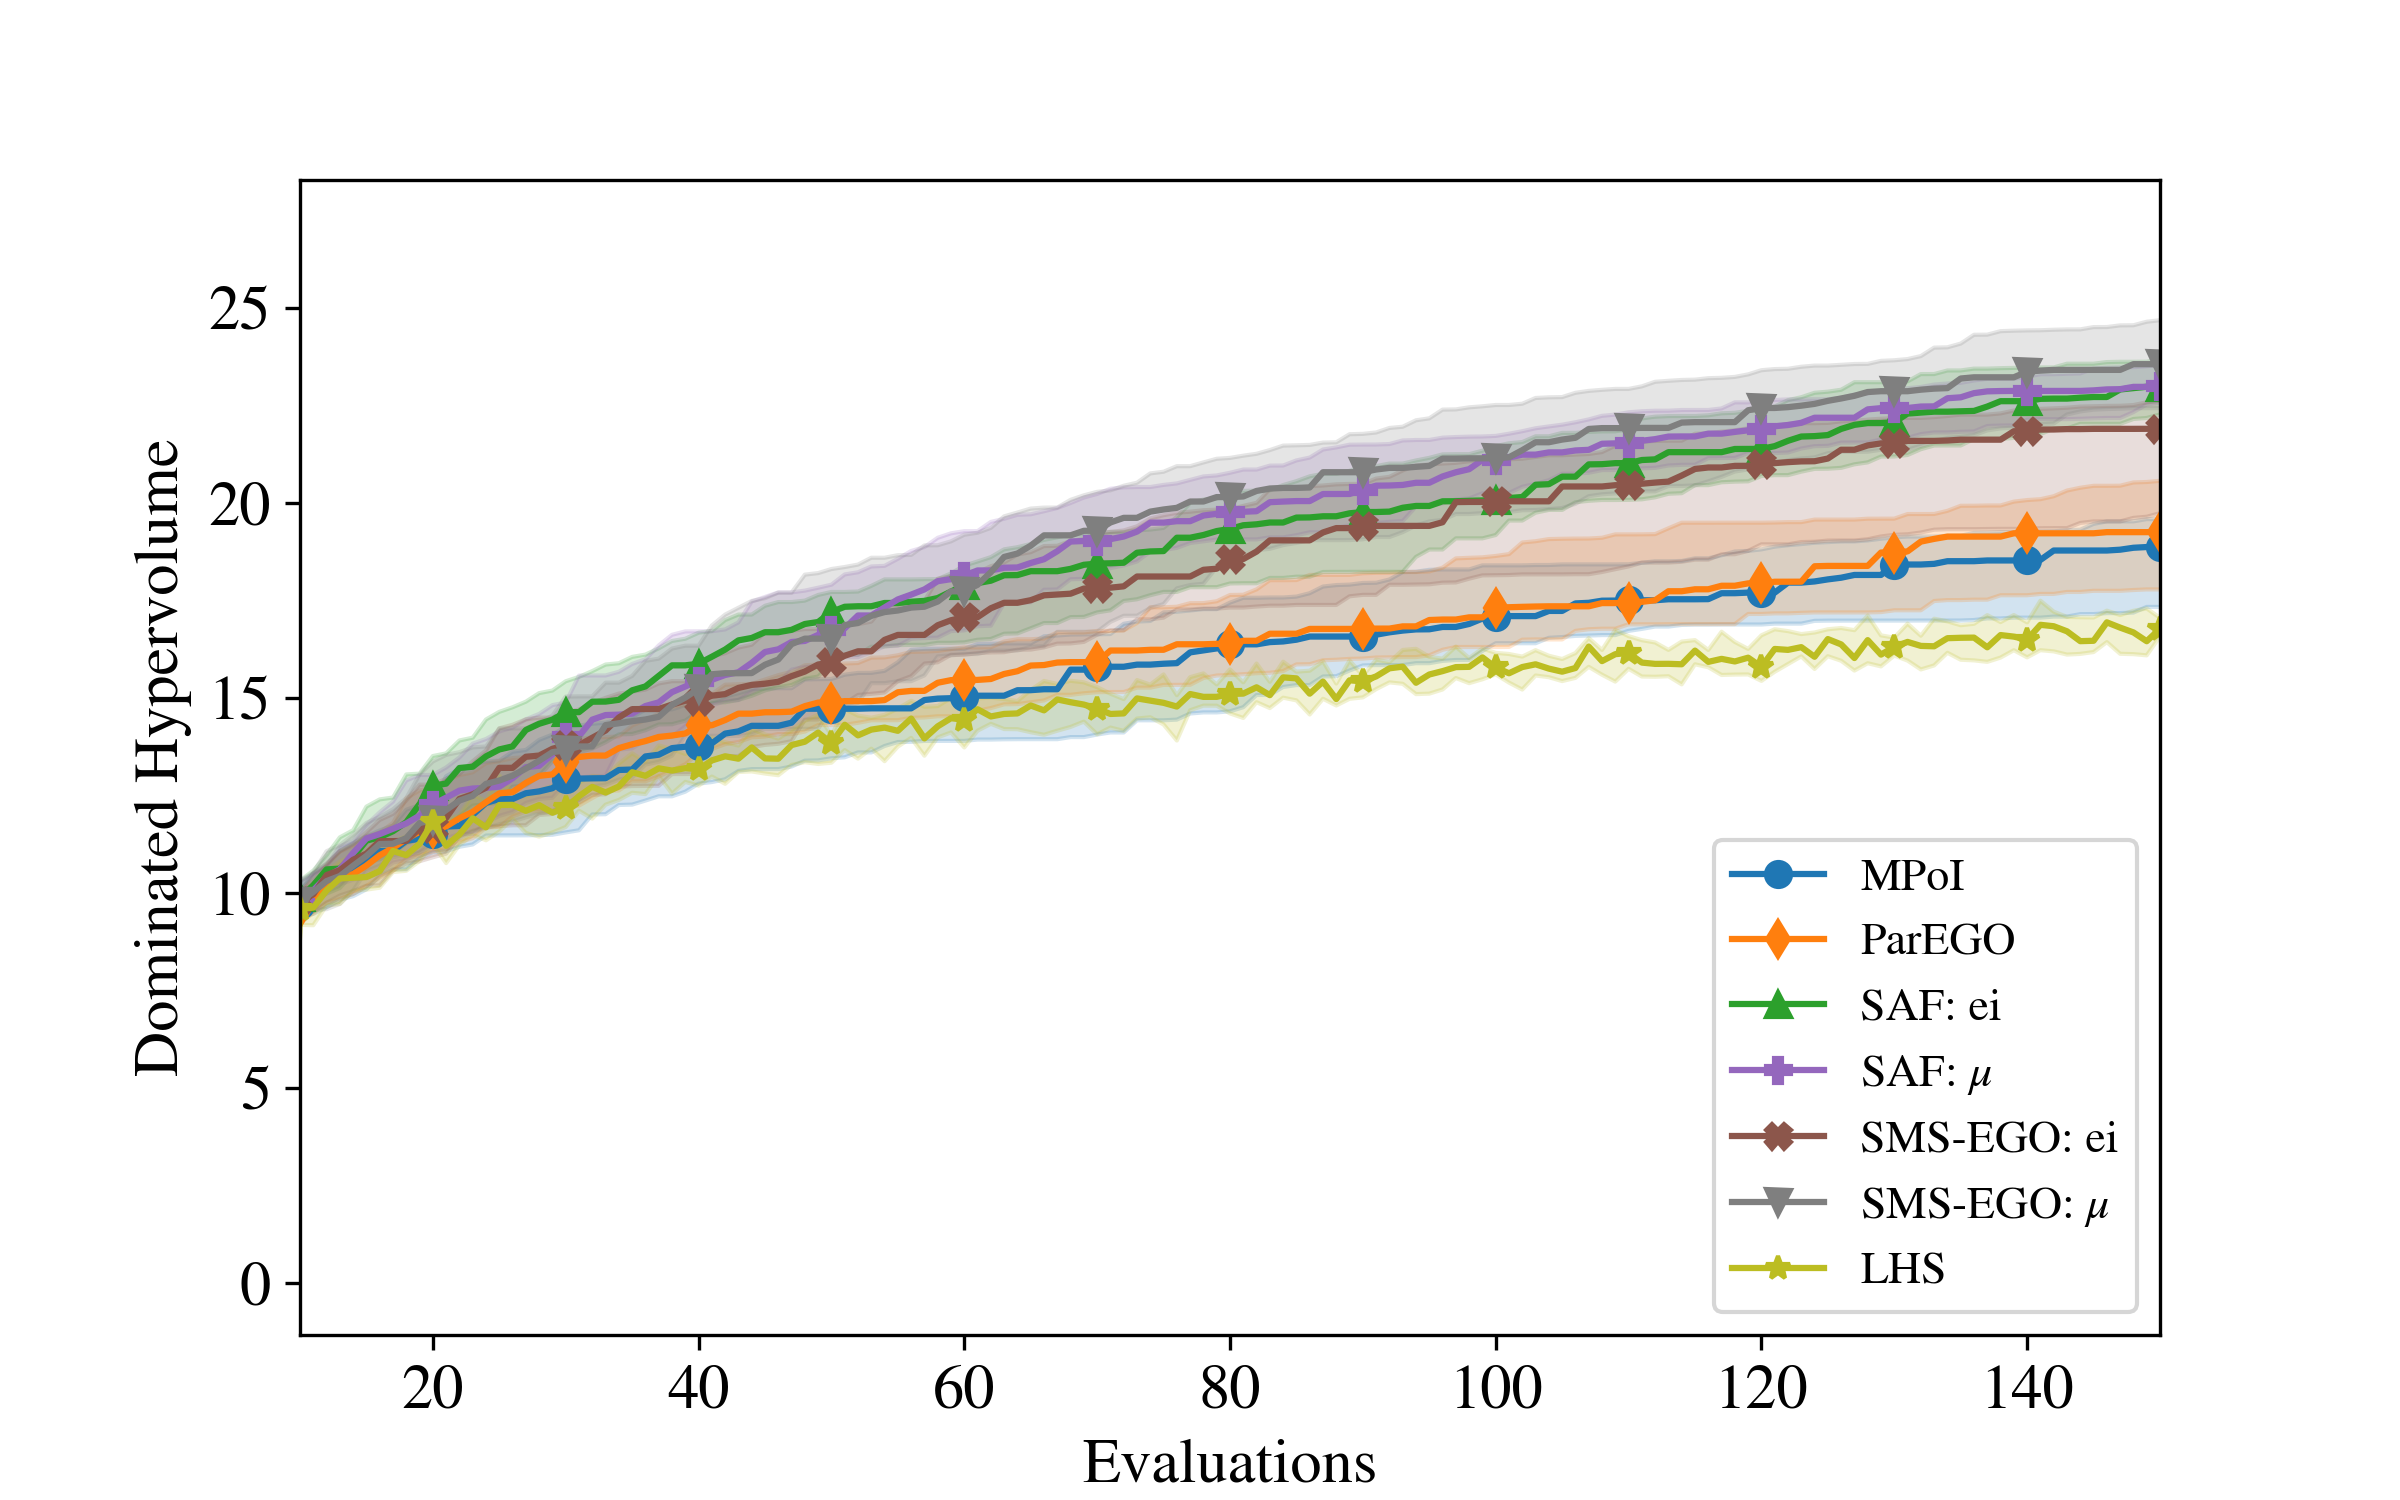 Dominated Hypervolume
25
20
15
10
5
0
20 40 60 80 100 120 140
Evaluations
MPoI
ParEGO
SAF: ei
SAF: μ
SMS-EGO: ei
SMS-EGO: μ
LHS